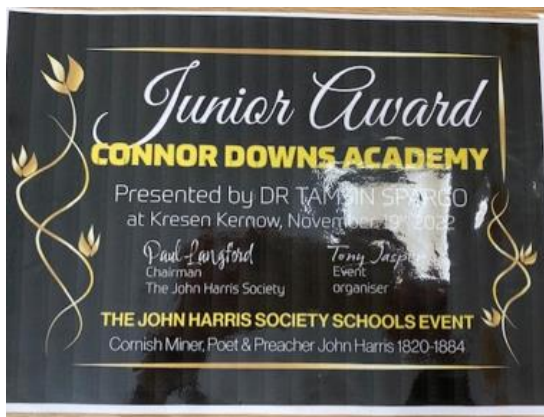 Junior Award
CONNOR DOWNS ACADEMY
Presented by DR TAMSIN SPARGO
at Kresen Kernow, November 19th 2022
Paul Langford
Chairman
The John Harris Society
Tony Jasper
Event
organiser
THE JOHN HARRIS SOCIETY SCHOOLS EVENT
Cornish Miner, Poet & Preacher John Harris 1820-1884